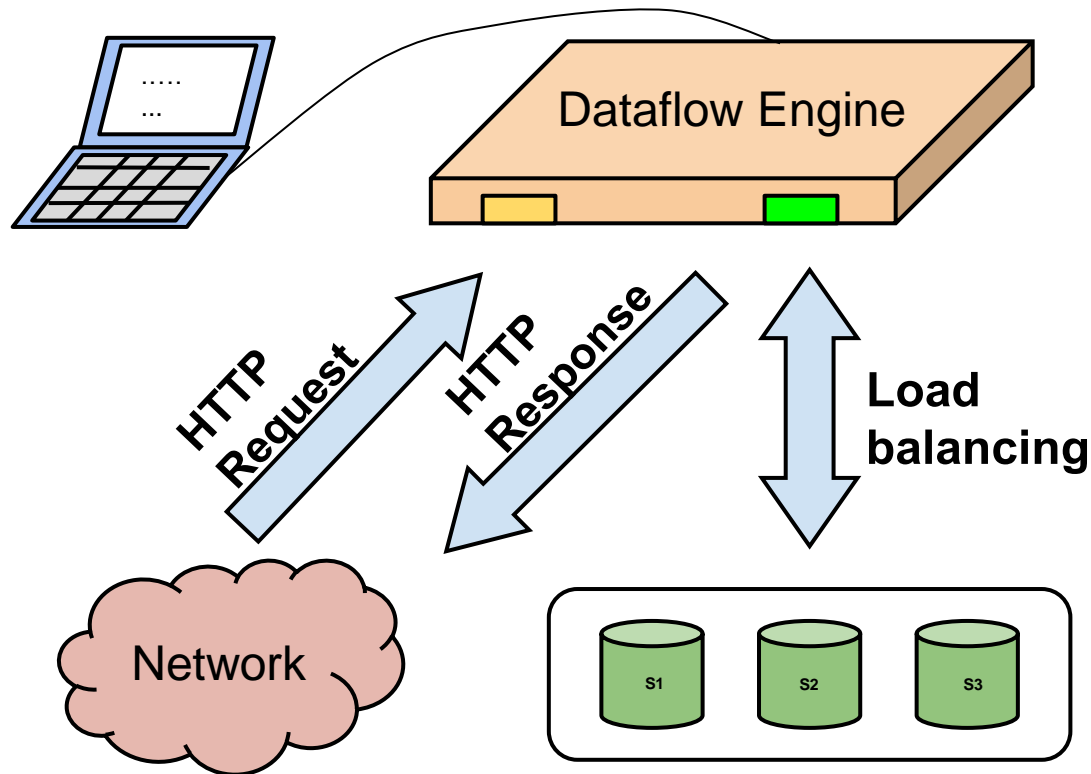 .....
...
Dataflow Engine
HTTP
Request
HTTP
Response
Load
balancing
Network
S1
S2
S3